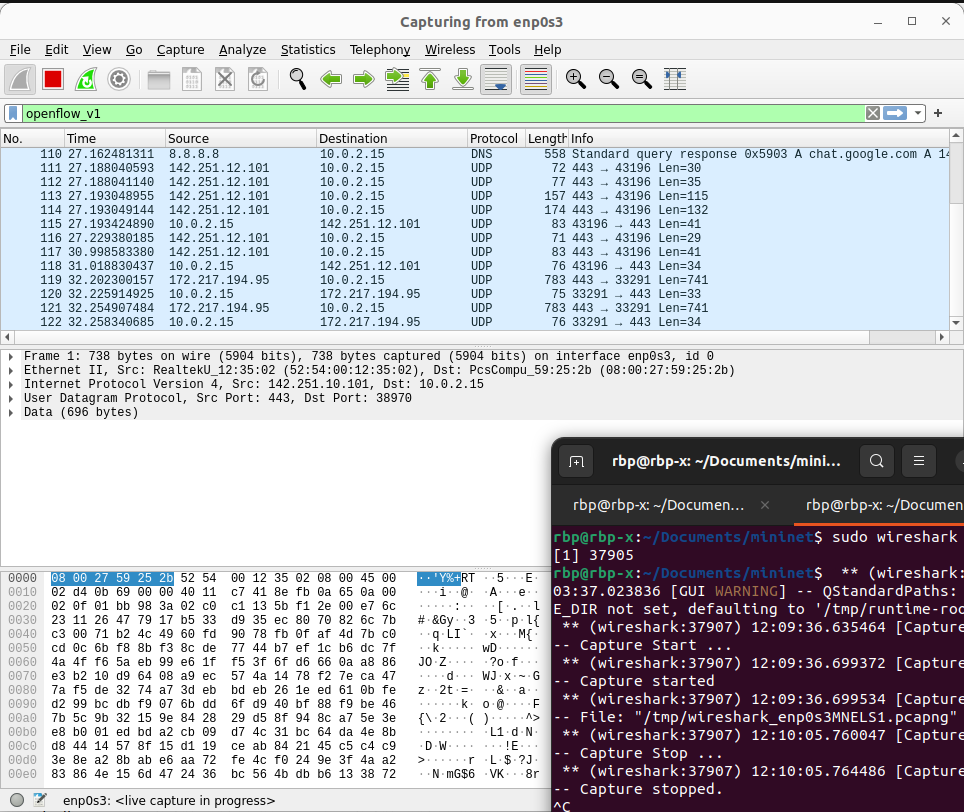 Capturing from enp0s3
File Edit View Go Capture Analyze Statistics Telephony Wireless Tools Help
openflow_v1
No. Time Source Destination Protocol Length Info
110 27.162481311 8.8.8.8 10.0.2.15 DNS 558 Standard query response 0x5903 A chat.google.com A 14
111 27.188040593 142.251.12.101 10.0.2.15 UDP 72 443 → 43196 Len=30
112 27.188041140 142.251.12.101 10.0.2.15 UDP 77 443 → 43196 Len=35
113 27.193048955 142.251.12.101 10.0.2.15 UDP 157 443 → 43196 Len=115
114 27.193049144 142.251.12.101 10.0.2.15 UDP 174 443 → 43196 Len=132
115 27.193424890 10.0.2.15 142.251.12.101 UDP 83 43196 → 443 Len=41
116 27.229380185 142.251.12.101 10.0.2.15 UDP 71 443 → 43196 Len=29
117 30.998583380 142.251.12.101 10.0.2.15 UDP 83 443 → 43196 Len=41
118 31.018830437 10.0.2.15 142.251.12.101 UDP 76 43196 → 443 Len=34
119 32.202300157 172.217.194.95 10.0.2.15 UDP 783 443 → 33291 Len=741
120 32.225914925 10.0.2.15 172.217.194.95 UDP 75 33291 → 443 Len=33
121 32.254907484 172.217.194.95 10.0.2.15 UDP 783 443 → 33291 Len=741
122 32.258340685 10.0.2.15 172.217.194.95 UDP 76 33291 → 443 Len=34
Frame 1: 738 bytes on wire (5904 bits), 738 bytes captured (5904 bits) on interface enp0s3, id 0
Ethernet II, Src: RealtekU_12:35:02 (52:54:00:12:35:02), Dst: PcsCompu_59:25:2b (08:00:27:59:25:2b)
Internet Protocol Version 4, Src: 142.251.10.101, Dst: 10.0.2.15
User Datagram Protocol, Src Port: 443, Dst Port: 38970
Data (696 bytes)
0000 08 00 27 59 25 2b 52 54 00 12 35 02 08 00 45 00 ··'Y%+RT ··5···E·
0010 02 d4 0b 69 00 00 40 11 c7 41 8e fb 0a 65 0a 00 ···i··@· ·A···e··
0020 02 0f 01 bb 98 3a 02 c0 c1 13 5b f1 2e 00 e7 6c ·····:·· ··[·.··l
0030 23 11 26 47 79 17 b5 33 d9 35 ec 80 70 82 6c 7b #·&Gy··3 ·5··p·l{
0040 c3 00 71 b2 4c 49 60 fd 90 78 fb 0f af 4d 7b c0 ··q·LI`· ·x···M{·
0050 cd 0c 6b f8 8b f3 8c de 77 44 b7 ef 1c b6 dc 7f ··k····· wD······
0060 4a 4f f6 5a eb 99 e6 1f f5 3f 6f d6 66 0a a8 86 JO·Z···· ·?o·f···
0070 e3 b2 10 d9 64 08 a9 ec 57 4a 14 78 f2 7e ca 47 ····d··· WJ·x·~·G
0080 7a f5 de 32 74 a7 3d eb bd eb 26 1e ed 61 0b fe z··2t·=· ··&··a··
0090 d2 99 bc db f9 07 6b dd 6f d9 40 bf 88 f9 be 46 ······k· o·@····F
00a0 7b 5c 9b 32 15 9e 84 28 29 d5 8f 94 8c a7 5e 3e {\·2···( )·····^>
00b0 e8 b0 01 ed bd a2 cb 09 d7 4c 31 bc 64 da 4e 8b ········ ·L1·d·N·
00c0 d8 44 14 57 8f 15 d1 19 ce ab 84 21 45 c5 c4 c9 ·D·W···· ···!E···
00d0 3e 8e a2 8b ab e6 aa 72 fe 4c f0 24 9e 3f 4a a2 >······r ·L·$·?J·
00e0 83 86 4e 15 6d 47 24 36 bc 56 4b db b6 13 38 72 ··N·mG$6 ·VK···8r
enp0s3: <live capture in progress>
rbp@rbp-x: ~/Documents/mini...
rbp@rbp-x: ~/Documen... rbp@rbp-x: ~/Documen
rbp@rbp-x:~/Documents/mininet$ sudo wireshark
[1] 37905
rbp@rbp-x:~/Documents/mininet$ ** (wireshark:
03:37.023836 [GUI WARNING] -- QStandardPaths:
E_DIR not set, defaulting to '/tmp/runtime-roo
** (wireshark:37907) 12:09:36.635464 [Capture
-- Capture Start ...
** (wireshark:37907) 12:09:36.699372 [Capture
-- Capture started
** (wireshark:37907) 12:09:36.699534 [Capture
-- File: "/tmp/wireshark_enp0s3MNELS1.pcapng"
** (wireshark:37907) 12:10:05.760047 [Capture
-- Capture Stop ...
** (wireshark:37907) 12:10:05.764486 [Capture
-- Capture stopped.
^C